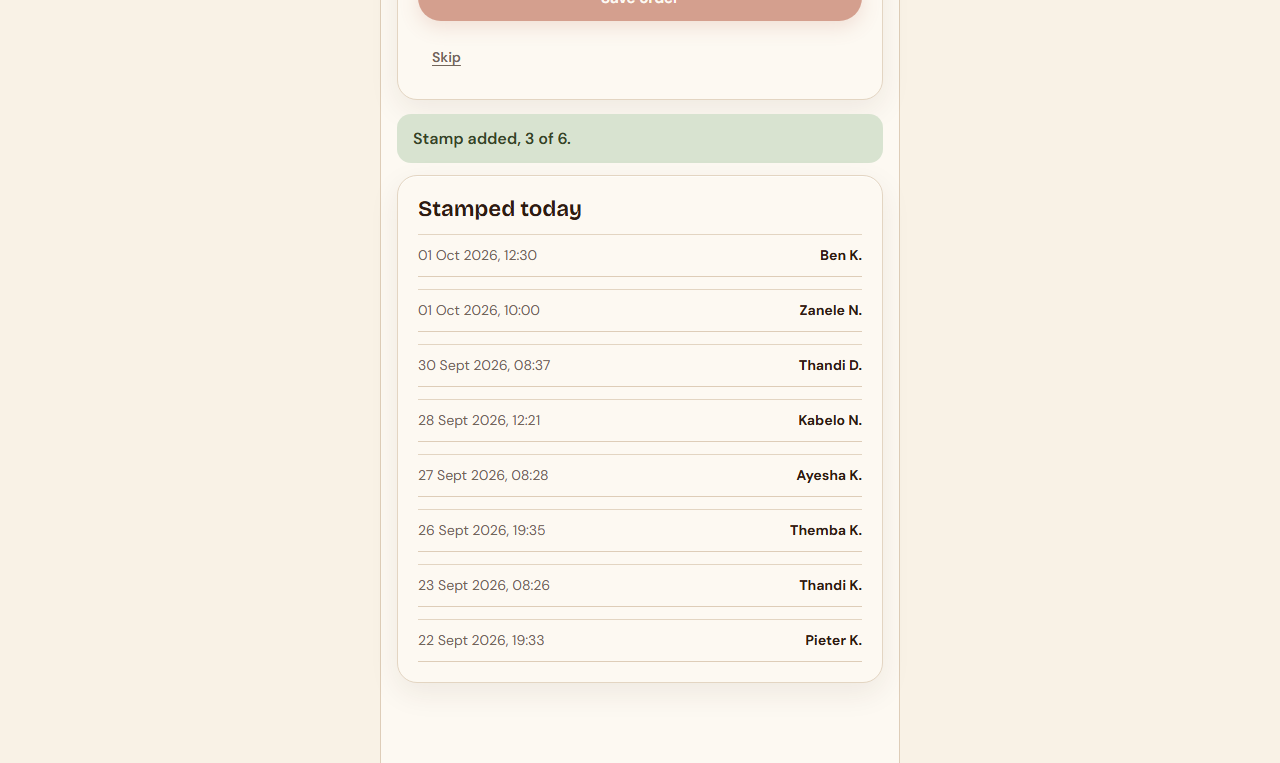 Save order
Skip
Stamp added, 3 of 6.
Stamped today
01 Oct 2026, 12:30 Ben K.
01 Oct 2026, 10:00 Zanele N.
30 Sept 2026, 08:37 Thandi D.
28 Sept 2026, 12:21 Kabelo N.
27 Sept 2026, 08:28 Ayesha K.
26 Sept 2026, 19:35 Themba K.
23 Sept 2026, 08:26 Thandi K.
22 Sept 2026, 19:33 Pieter K.